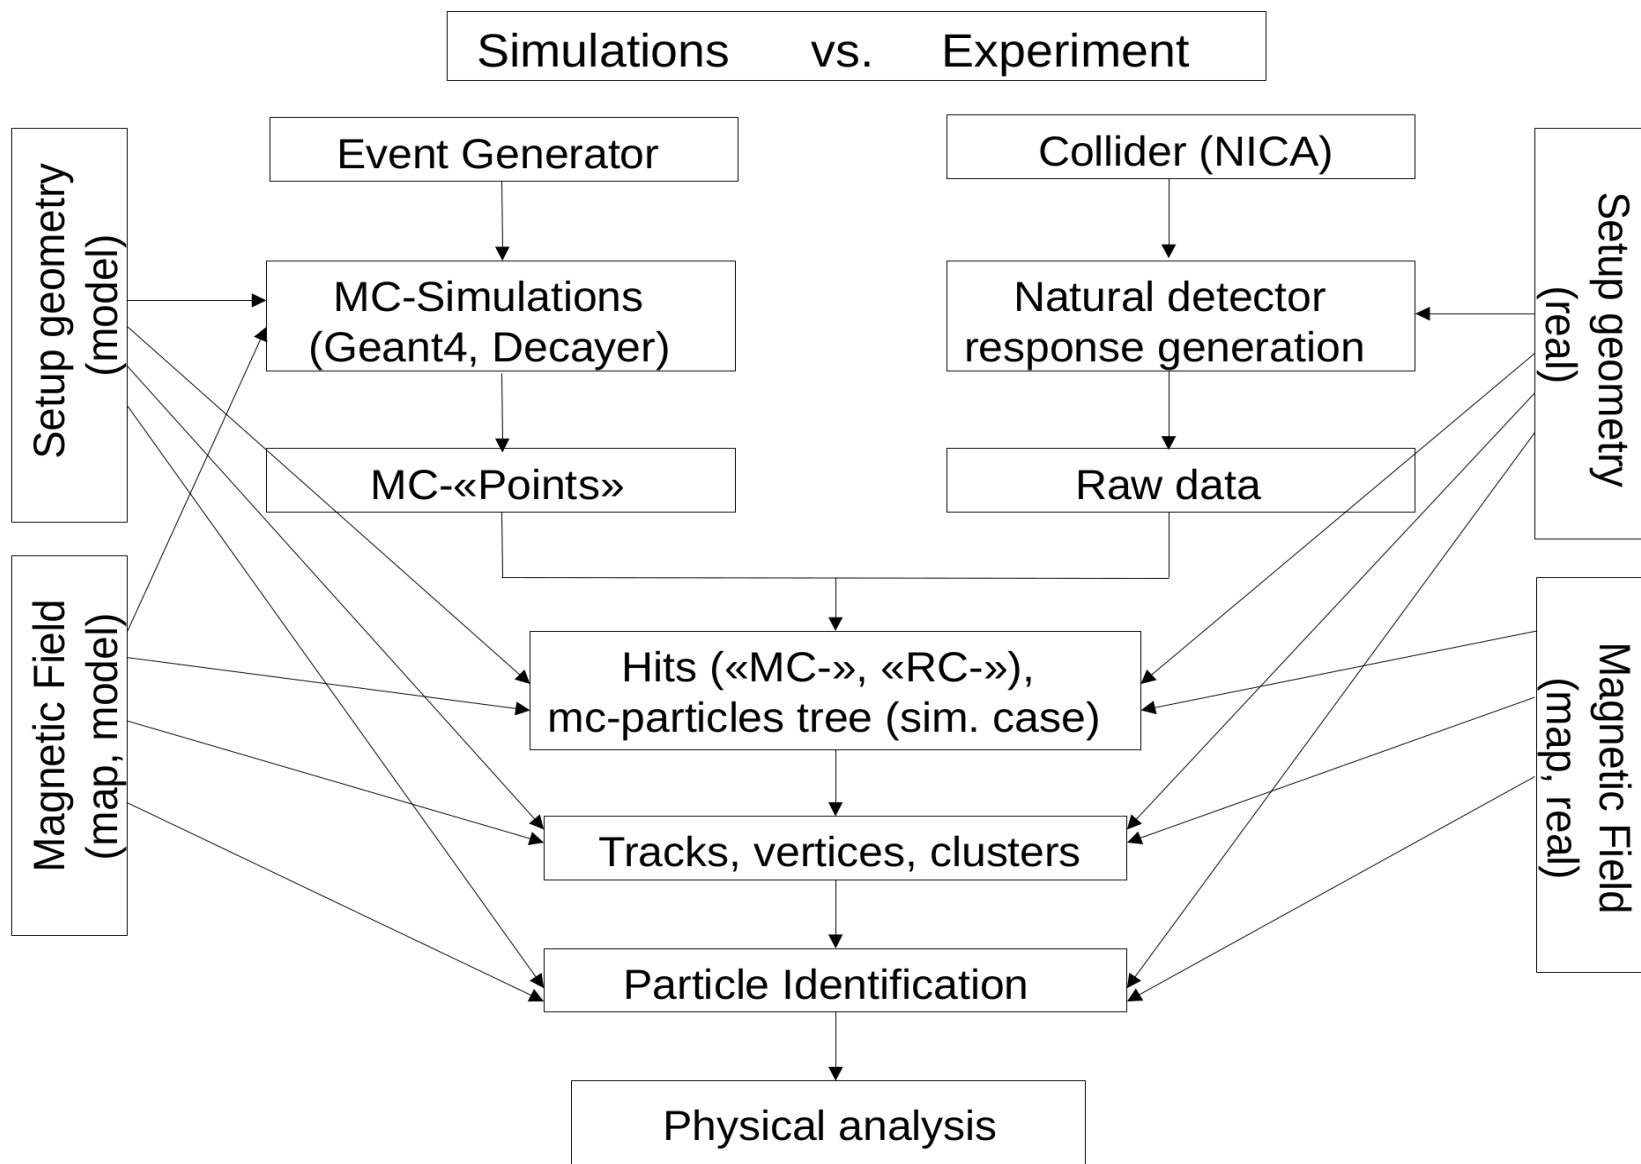 Simulations vs. Experiment
Event Generator
Collider (NICA)
Setup geometry
(model)
Setup geometry
(real)
MC-Simulations
(Geant4, Decayer)
Natural detector
response generation
MC-«Points»
Raw data
Magnetic Field
(map, model)
Magnetic Field
(map, real)
Hits («MC-», «RC-»),
mc-particles tree (sim. case)
Tracks, vertices, clusters
Particle Identification
Physical analysis